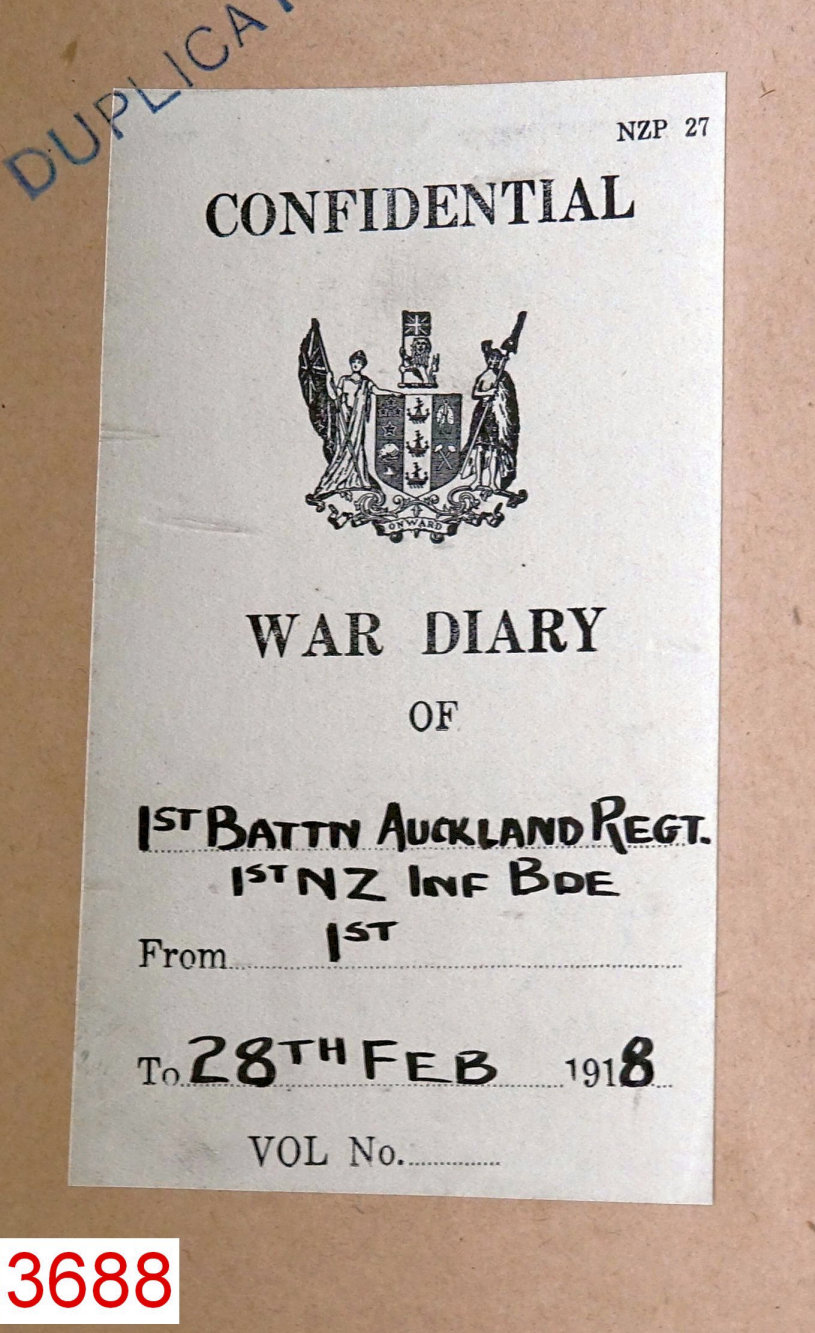 NZP 27
CONFIDENTIAL
ONWARD
WAR DIARY
OF
1ST BATTN AUCKLAND REGT.
1ST NZ INF BDE
From 1ST
To 28TH FEB 1918
VOL No.
3688